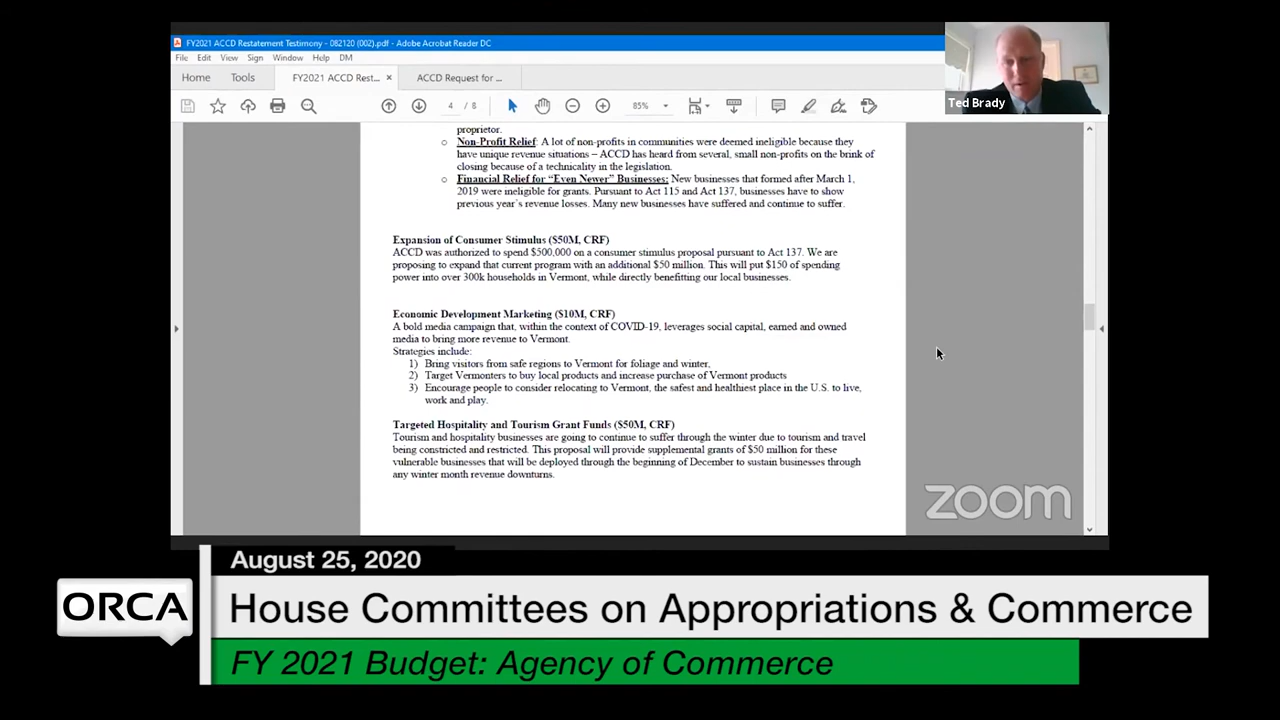 FY2021 ACCD Restatement Testimony - 082120 (002).pdf - Adobe Acrobat Reader DC
File Edit View Sign Window Help DM
Home Tools FY2021 ACCD Rest... × ACCD Request for ...
4 / 8 85%
Ted Brady
proprietor.
o Non-Profit Relief: A lot of non-profits in communities were deemed ineligible because they
have unique revenue situations – ACCD has heard from several, small non-profits on the brink of
closing because of a technicality in the legislation.
o Financial Relief for “Even Newer” Businesses: New businesses that formed after March 1,
2019 were ineligible for grants. Pursuant to Act 115 and Act 137, businesses have to show
previous year's revenue losses. Many new businesses have suffered and continue to suffer.
Expansion of Consumer Stimulus ($50M, CRF)
ACCD was authorized to spend $500,000 on a consumer stimulus proposal pursuant to Act 137. We are
proposing to expand that current program with an additional $50 million. This will put $150 of spending
power into over 300k households in Vermont, while directly benefitting our local businesses.
Economic Development Marketing ($10M, CRF)
A bold media campaign that, within the context of COVID-19, leverages social capital, earned and owned
media to bring more revenue to Vermont.
Strategies include:
1) Bring visitors from safe regions to Vermont for foliage and winter,
2) Target Vermonters to buy local products and increase purchase of Vermont products
3) Encourage people to consider relocating to Vermont, the safest and healthiest place in the U.S. to live,
work and play.
Targeted Hospitality and Tourism Grant Funds ($50M, CRF)
Tourism and hospitality businesses are going to continue to suffer through the winter due to tourism and travel
being constricted and restricted. This proposal will provide supplemental grants of $50 million for these
vulnerable businesses that will be deployed through the beginning of December to sustain businesses through
any winter month revenue downturns.
zoom
August 25, 2020
ORCA
House Committees on Appropriations & Commerce
FY 2021 Budget: Agency of Commerce